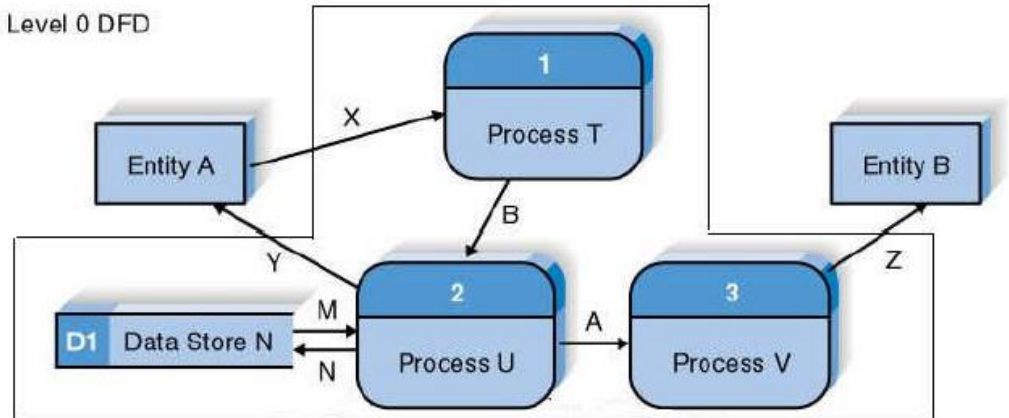 Level 0 DFD
1
X
Process T
Entity A
Entity B
B
Y
Z
2
3
M
A
D1 Data Store N
N
Process U
Process V